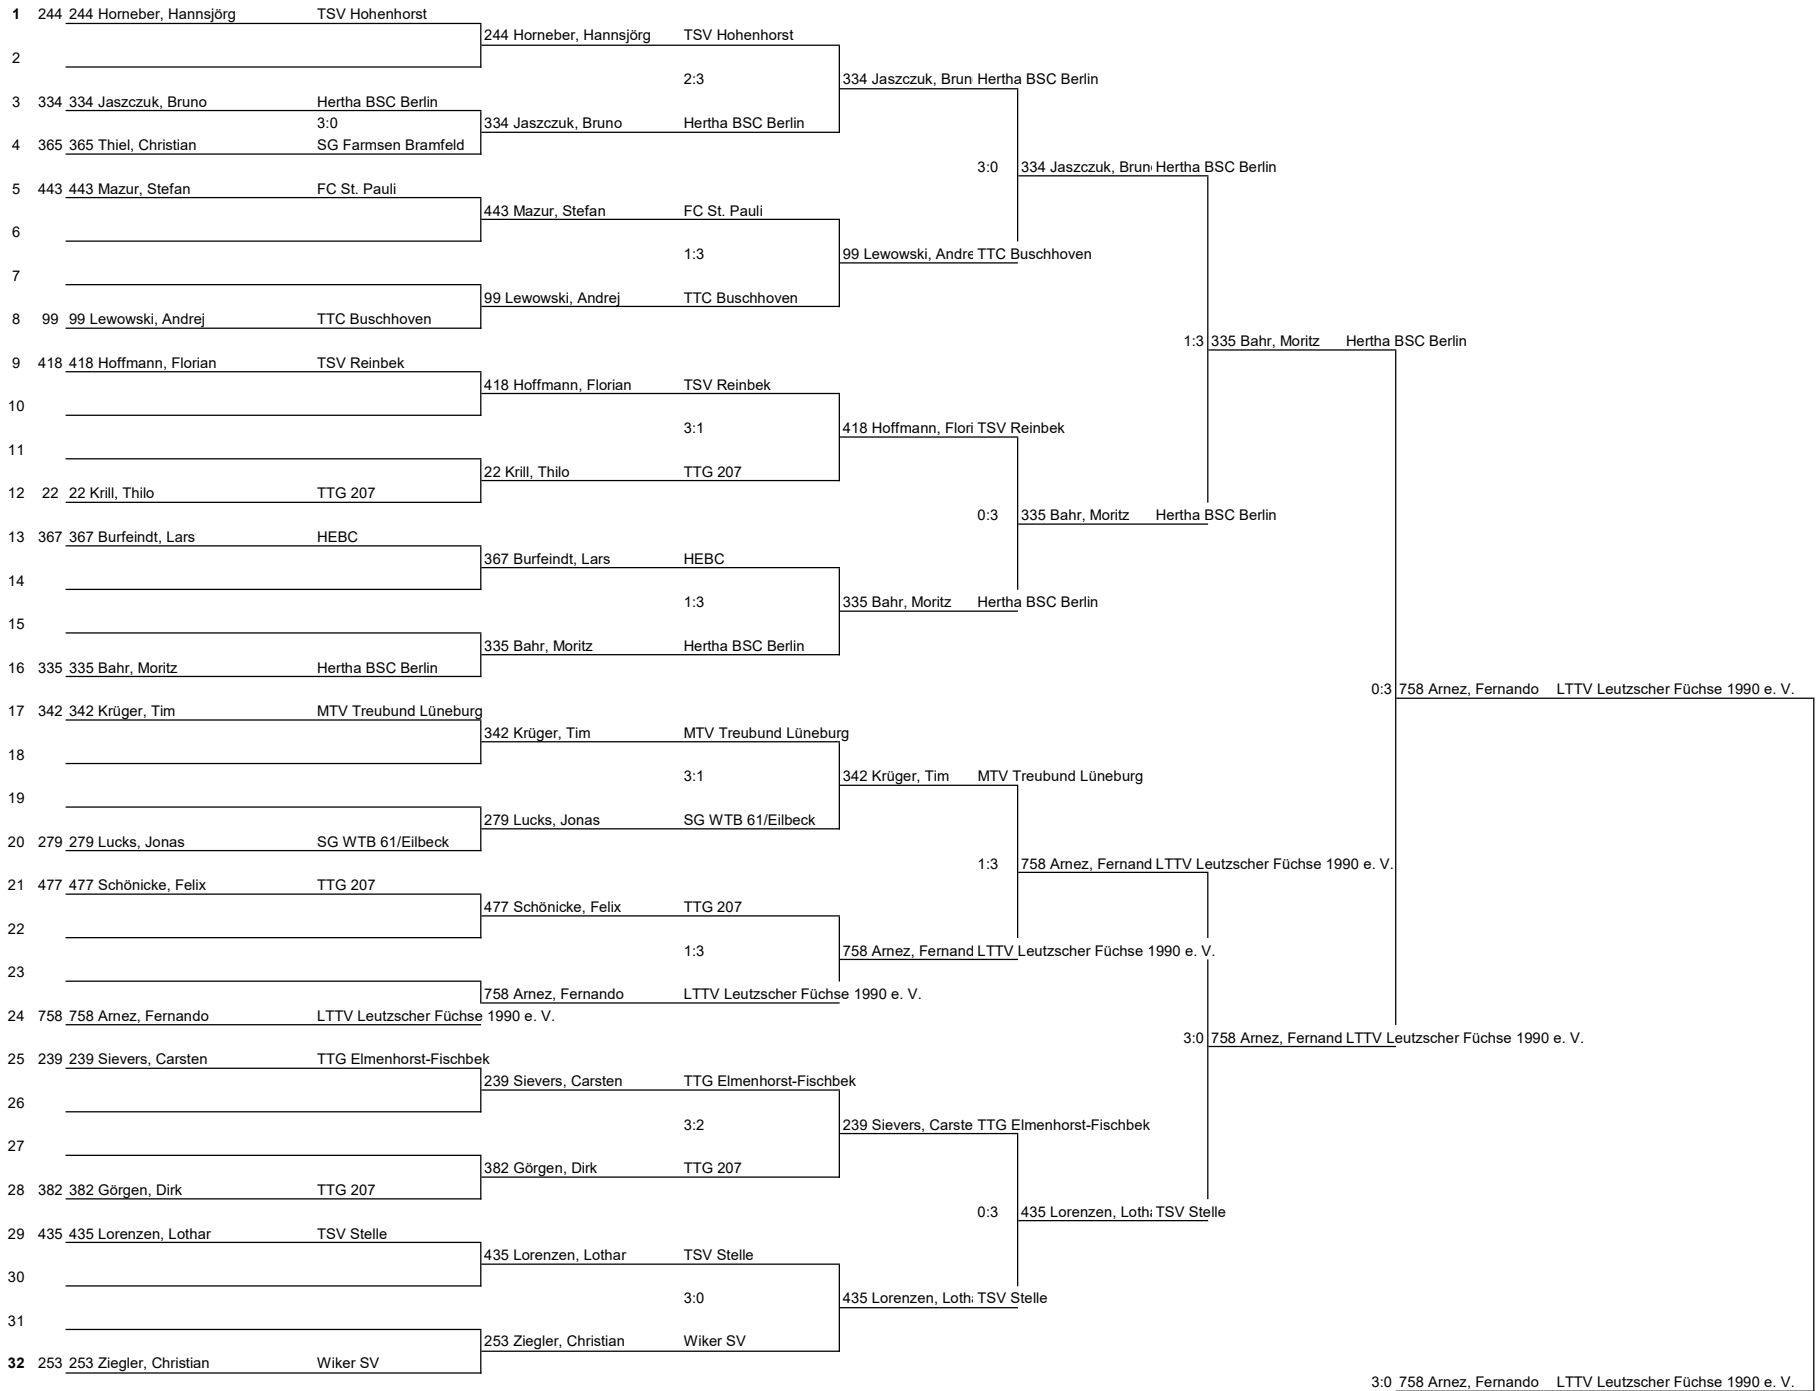 1 244 244 Horneber, Hannsjörg TSV Hohenhorst
244 Horneber, Hannsjörg TSV Hohenhorst
2
2:3 334 Jaszczuk, Brun Hertha BSC Berlin
3 334 334 Jaszczuk, Bruno Hertha BSC Berlin
3:0 334 Jaszczuk, Bruno Hertha BSC Berlin
4 365 365 Thiel, Christian SG Farmsen Bramfeld
3:0 334 Jaszczuk, Brun Hertha BSC Berlin
5 443 443 Mazur, Stefan FC St. Pauli
443 Mazur, Stefan FC St. Pauli
6
1:3 99 Lewowski, Andre TTC Buschhoven
7
99 Lewowski, Andrej TTC Buschhoven
8 99 99 Lewowski, Andrej TTC Buschhoven
1:3 335 Bahr, Moritz Hertha BSC Berlin
9 418 418 Hoffmann, Florian TSV Reinbek
418 Hoffmann, Florian TSV Reinbek
10
3:1 418 Hoffmann, Flori TSV Reinbek
11
22 Krill, Thilo TTG 207
12 22 22 Krill, Thilo TTG 207
0:3 335 Bahr, Moritz Hertha BSC Berlin
13 367 367 Burfeindt, Lars HEBC
367 Burfeindt, Lars HEBC
14
1:3 335 Bahr, Moritz Hertha BSC Berlin
15
335 Bahr, Moritz Hertha BSC Berlin
16 335 335 Bahr, Moritz Hertha BSC Berlin
0:3 758 Arnez, Fernando LTTV Leutzscher Füchse 1990 e. V.
17 342 342 Krüger, Tim MTV Treubund Lüneburg
342 Krüger, Tim MTV Treubund Lüneburg
18
3:1 342 Krüger, Tim MTV Treubund Lüneburg
19
279 Lucks, Jonas SG WTB 61/Eilbeck
20 279 279 Lucks, Jonas SG WTB 61/Eilbeck
1:3 758 Arnez, Fernand LTTV Leutzscher Füchse 1990 e. V.
21 477 477 Schönicke, Felix TTG 207
477 Schönicke, Felix TTG 207
22
1:3 758 Arnez, Fernand LTTV Leutzscher Füchse 1990 e. V.
23
758 Arnez, Fernando LTTV Leutzscher Füchse 1990 e. V.
24 758 758 Arnez, Fernando LTTV Leutzscher Füchse 1990 e. V.
3:0 758 Arnez, Fernand LTTV Leutzscher Füchse 1990 e. V.
25 239 239 Sievers, Carsten TTG Elmenhorst-Fischbek
239 Sievers, Carsten TTG Elmenhorst-Fischbek
26
3:2 239 Sievers, Carste TTG Elmenhorst-Fischbek
27
382 Görgen, Dirk TTG 207
28 382 382 Görgen, Dirk TTG 207
0:3 435 Lorenzen, Loth TSV Stelle
29 435 435 Lorenzen, Lothar TSV Stelle
435 Lorenzen, Lothar TSV Stelle
30
3:0 435 Lorenzen, Loth TSV Stelle
31
253 Ziegler, Christian Wiker SV
32 253 253 Ziegler, Christian Wiker SV
3:0 758 Arnez, Fernando LTTV Leutzscher Füchse 1990 e. V.